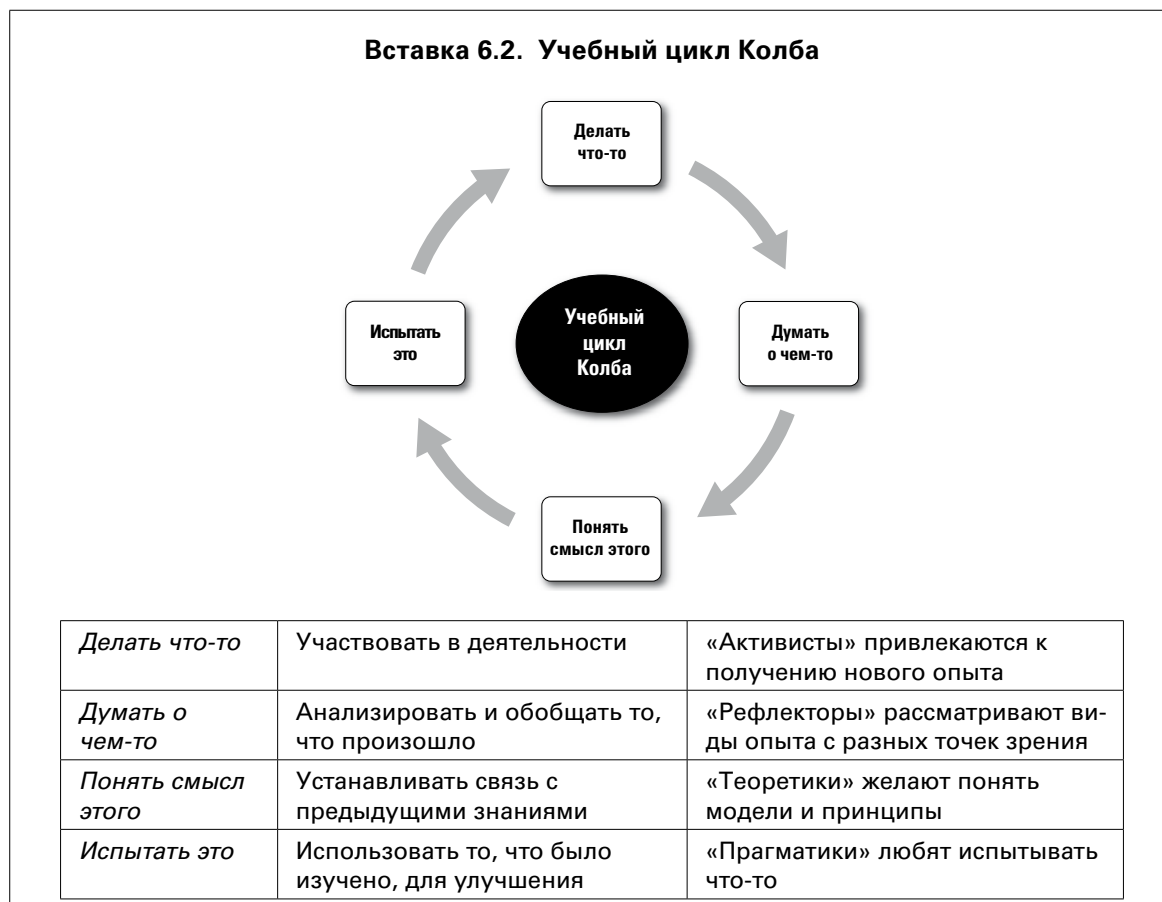 Вставка 6.2. Учебный цикл Колба
Делать
что-то
Испытать
это
Учебный
цикл
Колба
Думать
о чем-то
Понять
смысл этого
Делать что-то
Участвовать в деятельности
«Активисты» привлекаются к
получению нового опыта
Думать о
чем-то
Анализировать и обобщать то,
что произошло
«Рефлекторы» рассматривают ви-
ды опыта с разных точек зрения
Понять смысл
этого
Устанавливать связь с
предыдущими знаниями
«Теоретики» желают понять
модели и принципы
Испытать это
Использовать то, что было
изучено, для улучшения
«Прагматики» любят испытывать
что-то